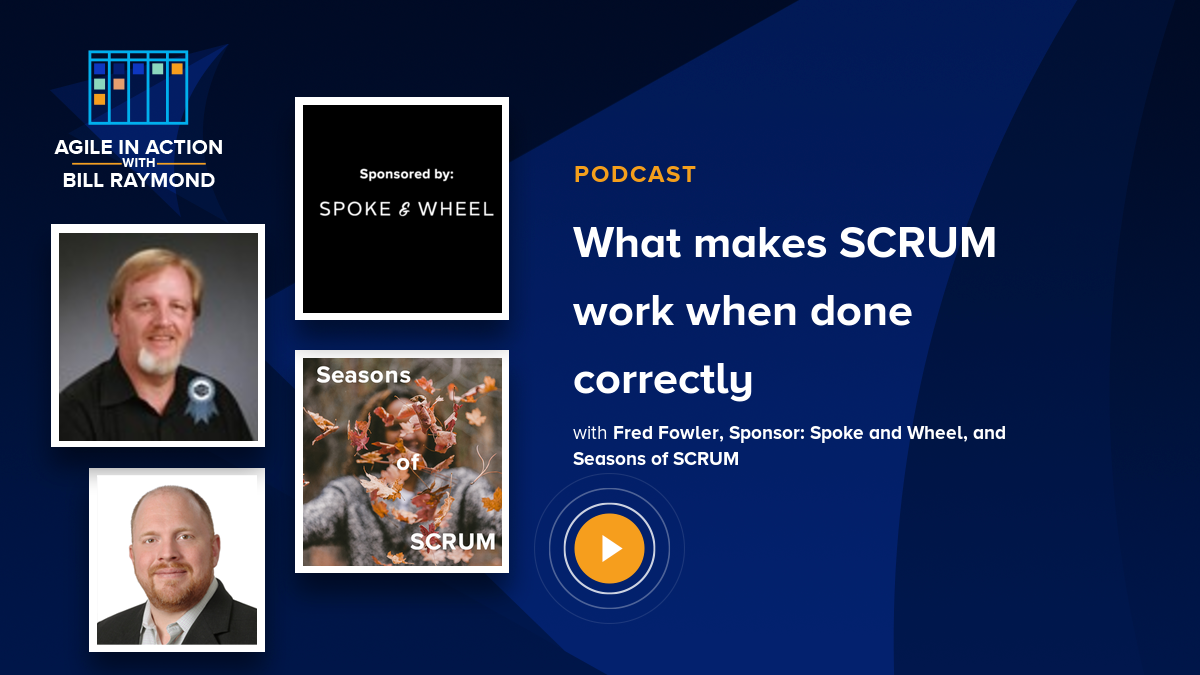 AGILE IN ACTION
WITH
BILL RAYMOND
Sponsored by:
SPOKE & WHEEL
Seasons
of
SCRUM
PODCAST
What makes SCRUM
work when done
correctly
with Fred Fowler, Sponsor: Spoke and Wheel, and
Seasons of SCRUM